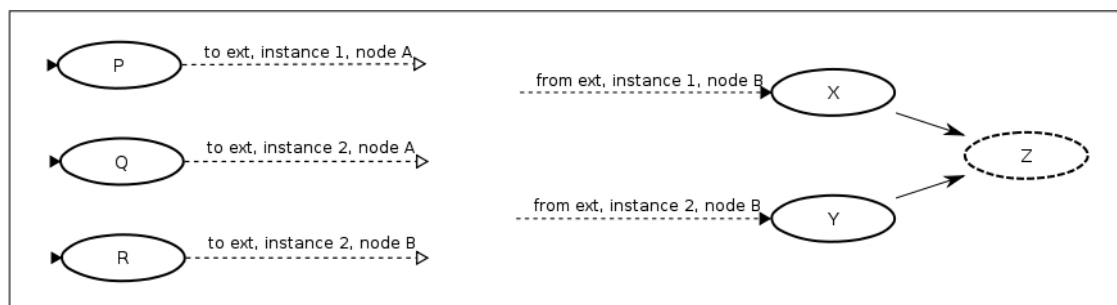 P
to ext, instance 1, node A
Q
to ext, instance 2, node A
R
to ext, instance 2, node B
from ext, instance 1, node B
X
Z
from ext, instance 2, node B
Y